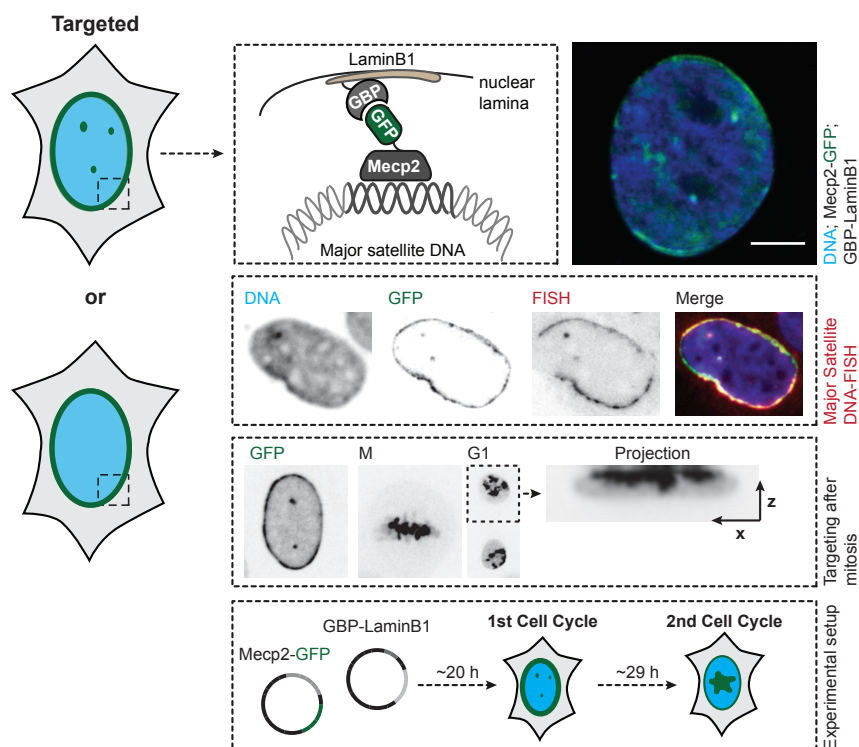 Targeted
or
LaminB1
nuclear
lamina
GBP
GFP
Mecp2
Major satellite DNA
DNA; Mecp2-GFP;
GBP-LaminB1
DNA
GFP
FISH
Merge
Major Satellite
DNA-FISH
GFP
M
G1
Projection
z
x
Targeting after
mitosis
GBP-LaminB1
Mecp2-GFP
~20 h
1st Cell Cycle
~29 h
2nd Cell Cycle
Experimental setup